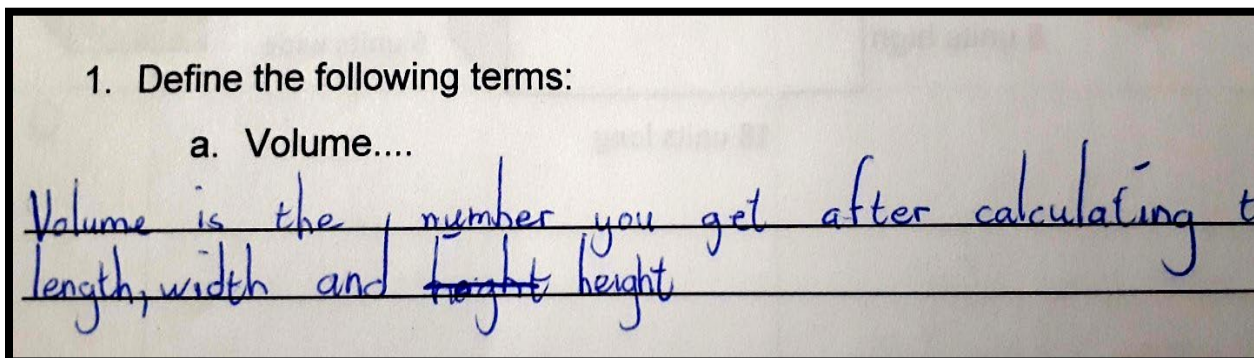 1. Define the following terms:
a. Volume....
Volume is the number you get after calculating t
length, width and height height